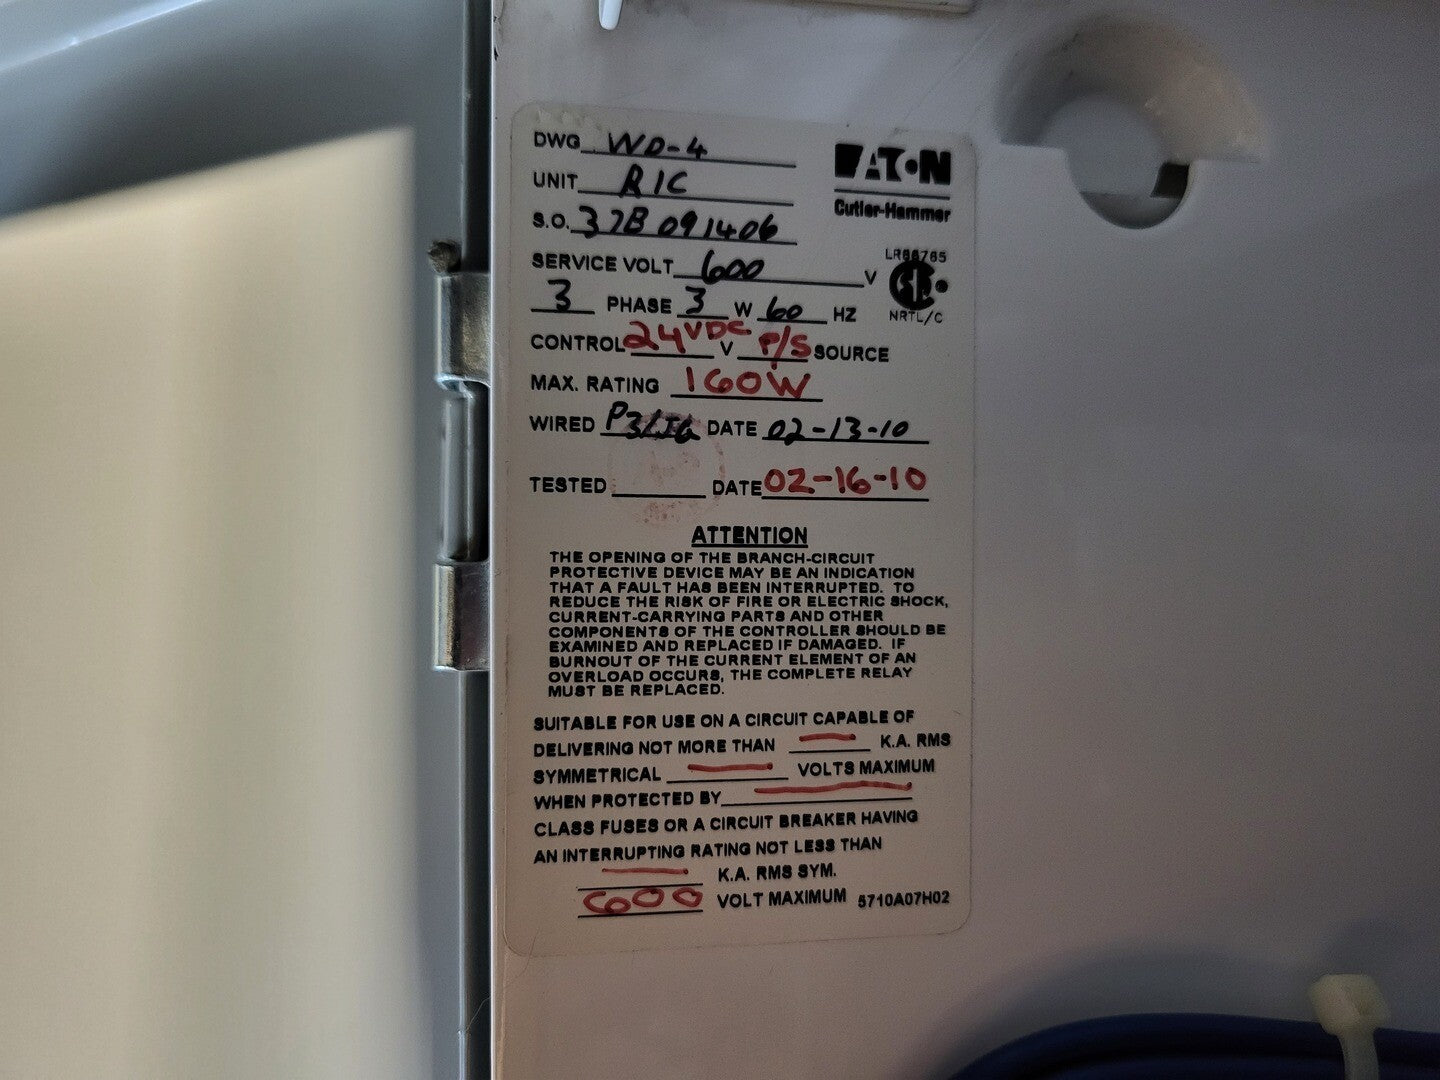 DWG WD-4
EATON
UNIT R1C
Cutler-Hammer
S.O. 37B091406
LR86765
SERVICE VOLT 600 V
NRTL/C
3 PHASE 3 W 60 HZ
CONTROL 24VDC V P/S SOURCE
MAX. RATING 160W
WIRED DATE 02-13-10
TESTED DATE 02-16-10
ATTENTION
THE OPENING OF THE BRANCH-CIRCUIT
PROTECTIVE DEVICE MAY BE AN INDICATION
THAT A FAULT HAS BEEN INTERRUPTED. TO
REDUCE THE RISK OF FIRE OR ELECTRIC SHOCK,
CURRENT-CARRYING PARTS AND OTHER
COMPONENTS OF THE CONTROLLER SHOULD BE
EXAMINED AND REPLACED IF DAMAGED. IF
BURNOUT OF THE CURRENT ELEMENT OF AN
OVERLOAD OCCURS, THE COMPLETE RELAY
MUST BE REPLACED.
SUITABLE FOR USE ON A CIRCUIT CAPABLE OF
DELIVERING NOT MORE THAN — K.A. RMS
SYMMETRICAL — VOLTS MAXIMUM
WHEN PROTECTED BY —
CLASS FUSES OR A CIRCUIT BREAKER HAVING
AN INTERRUPTING RATING NOT LESS THAN
— K.A. RMS SYM.
600 VOLT MAXIMUM 5710A07H02